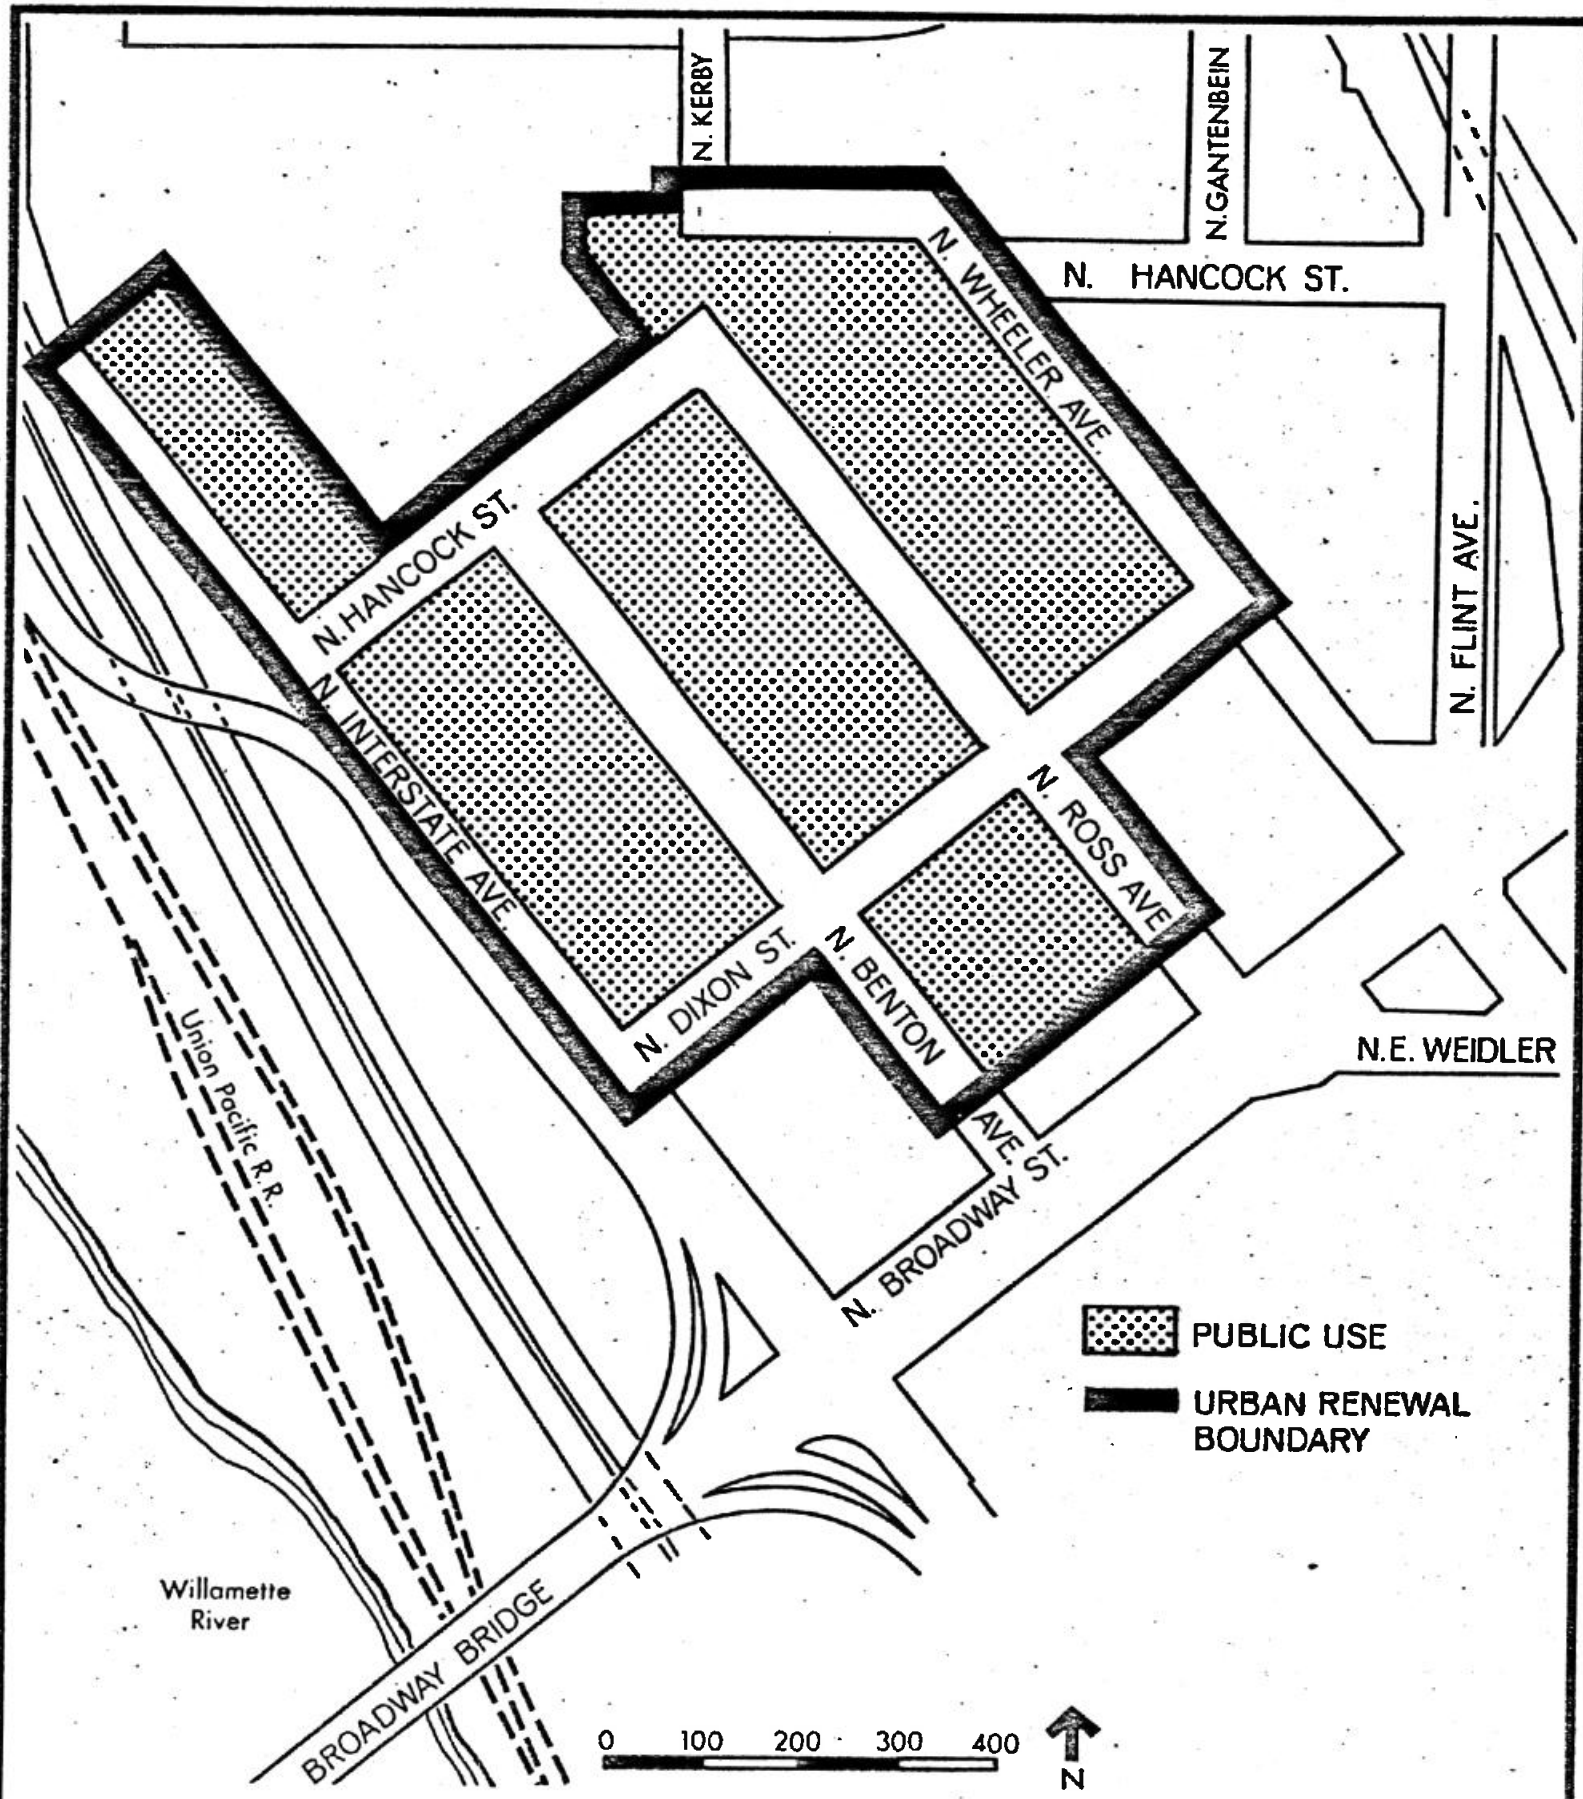 N. KERBY
N.GANTENBEIN
N. WHEELER AVE.
N. HANCOCK ST.
N. HANCOCK ST.
N. FLINT AVE.
N. INTERSTATE AVE.
N. ROSS AVE
N. DIXON ST.
N. BENTON
AVE.
N.E. WEIDLER
Union Pacific R.R.
N. BROADWAY ST.
PUBLIC USE
URBAN RENEWAL
BOUNDARY
Willamette
River
BROADWAY BRIDGE
0 100 200 300 400
N